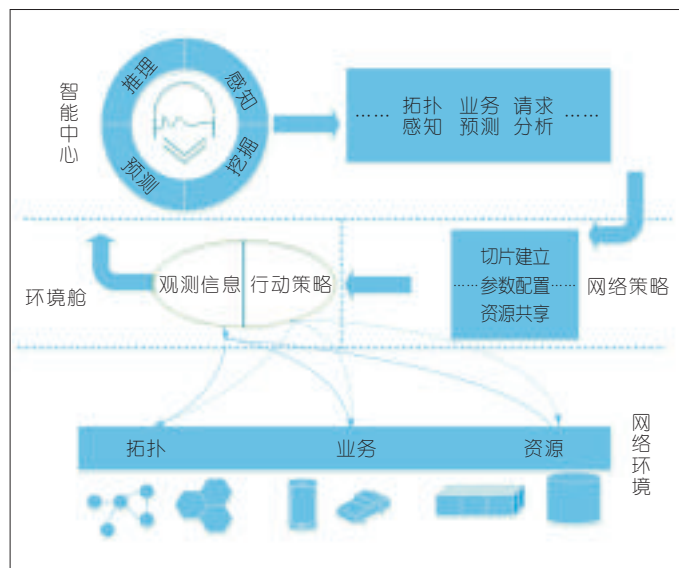 智能中心
推理
感知
预测
挖掘
…… 拓扑 业务 请求 ……
感知 预测 分析
环境舱
观测信息 行动策略
切片建立
……参数配置……
资源共享
网络策略
拓扑 业务 资源
网络环境